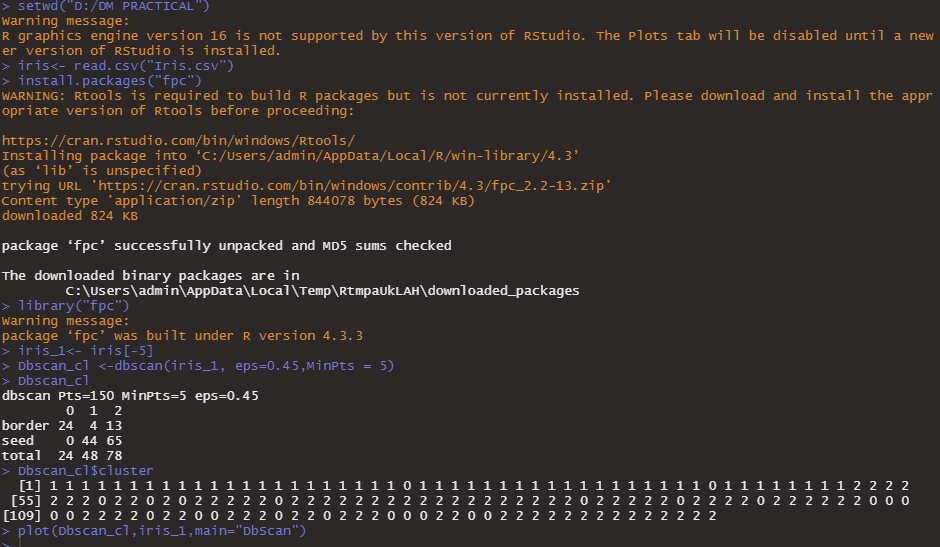 > setwd("D:/DM PRACTICAL")
Warning message:
R graphics engine version 16 is not supported by this version of RStudio. The Plots tab will be disabled until a new
er version of RStudio is installed.
> iris<- read.csv("Iris.csv")
> install.packages("fpc")
WARNING: Rtools is required to build R packages but is not currently installed. Please download and install the appr
opriate version of Rtools before proceeding:

https://cran.rstudio.com/bin/windows/Rtools/
Installing package into ‘C:/Users/admin/AppData/Local/R/win-library/4.3’
(as ‘lib’ is unspecified)
trying URL 'https://cran.rstudio.com/bin/windows/contrib/4.3/fpc_2.2-13.zip'
Content type 'application/zip' length 844078 bytes (824 KB)
downloaded 824 KB

package ‘fpc’ successfully unpacked and MD5 sums checked

The downloaded binary packages are in
        C:\Users\admin\AppData\Local\Temp\RtmpaUkLAH\downloaded_packages
> library("fpc")
Warning message:
package ‘fpc’ was built under R version 4.3.3
> iris_1<- iris[-5]
> Dbscan_cl <-dbscan(iris_1, eps=0.45,MinPts = 5)
> Dbscan_cl
dbscan Pts=150 MinPts=5 eps=0.45
        0  1  2
border 24  4 13
seed    0 44 65
total  24 48 78
> Dbscan_cl$cluster
  [1] 1 1 1 1 1 1 1 1 1 1 1 1 1 1 1 1 1 1 1 1 1 1 1 1 0 1 1 1 1 1 1 1 1 1 1 1 1 1 1 1 1 1 0 1 1 1 1 1 1 1 1 2 2 2 2
 [55] 2 2 2 0 2 2 0 2 0 2 2 2 2 2 0 2 2 2 2 2 2 2 2 2 2 2 2 2 2 2 2 2 2 0 2 2 2 2 2 0 2 2 2 2 0 2 2 2 2 2 2 0 0 0
[109] 0 0 2 2 2 2 0 2 2 0 2 2 2 0 2 2 0 2 2 2 0 0 0 2 2 0 0 2 2 2 2 2 2 2 2 2 2 2 2 2 2
> plot(Dbscan_cl,iris_1,main="DbScan")
>